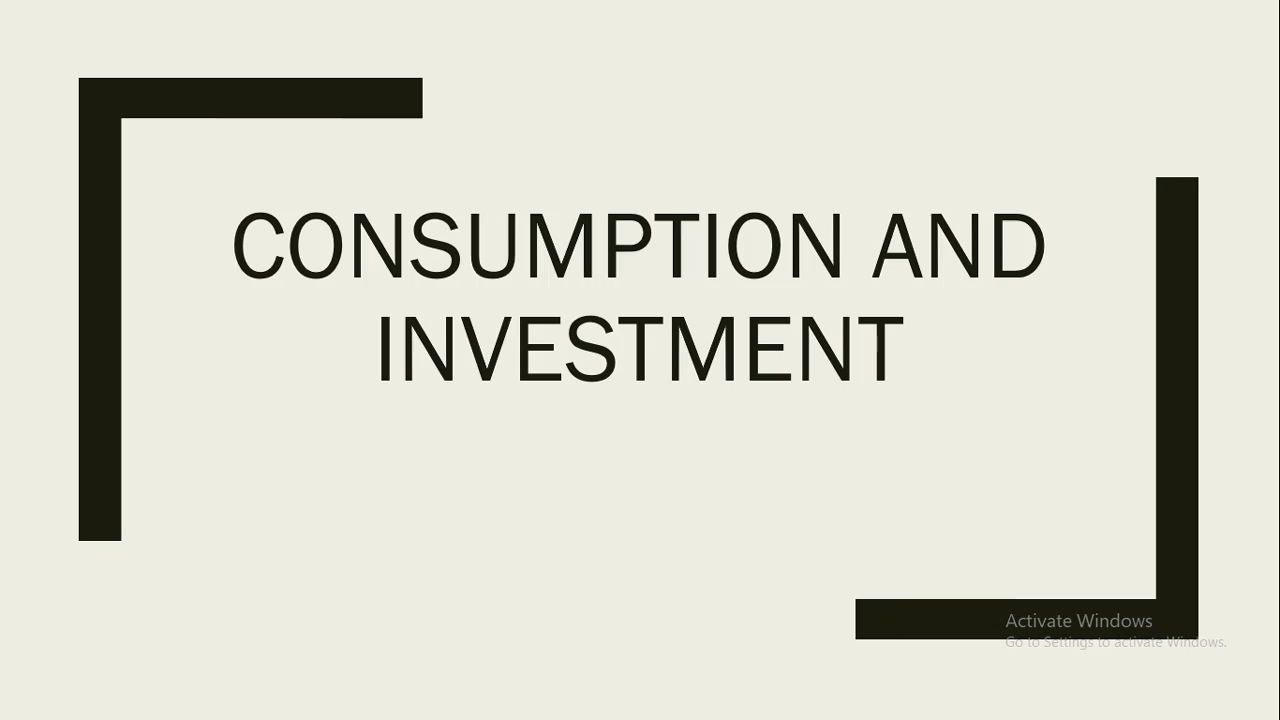 CONSUMPTION AND
INVESTMENT
Activate Windows
Go to Settings to activate Windows.